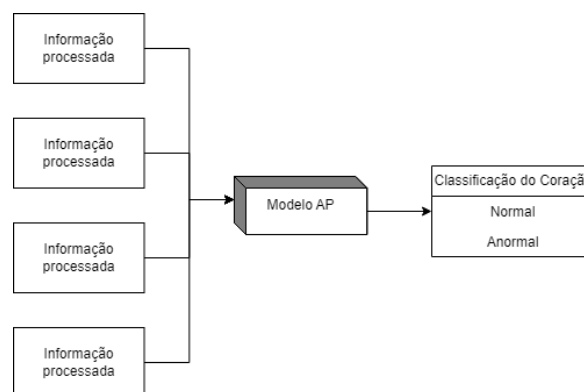 Informação
processada
Informação
processada
Informação
processada
Informação
processada
Modelo AP
Classificação do Coraçã
Normal
Anormal